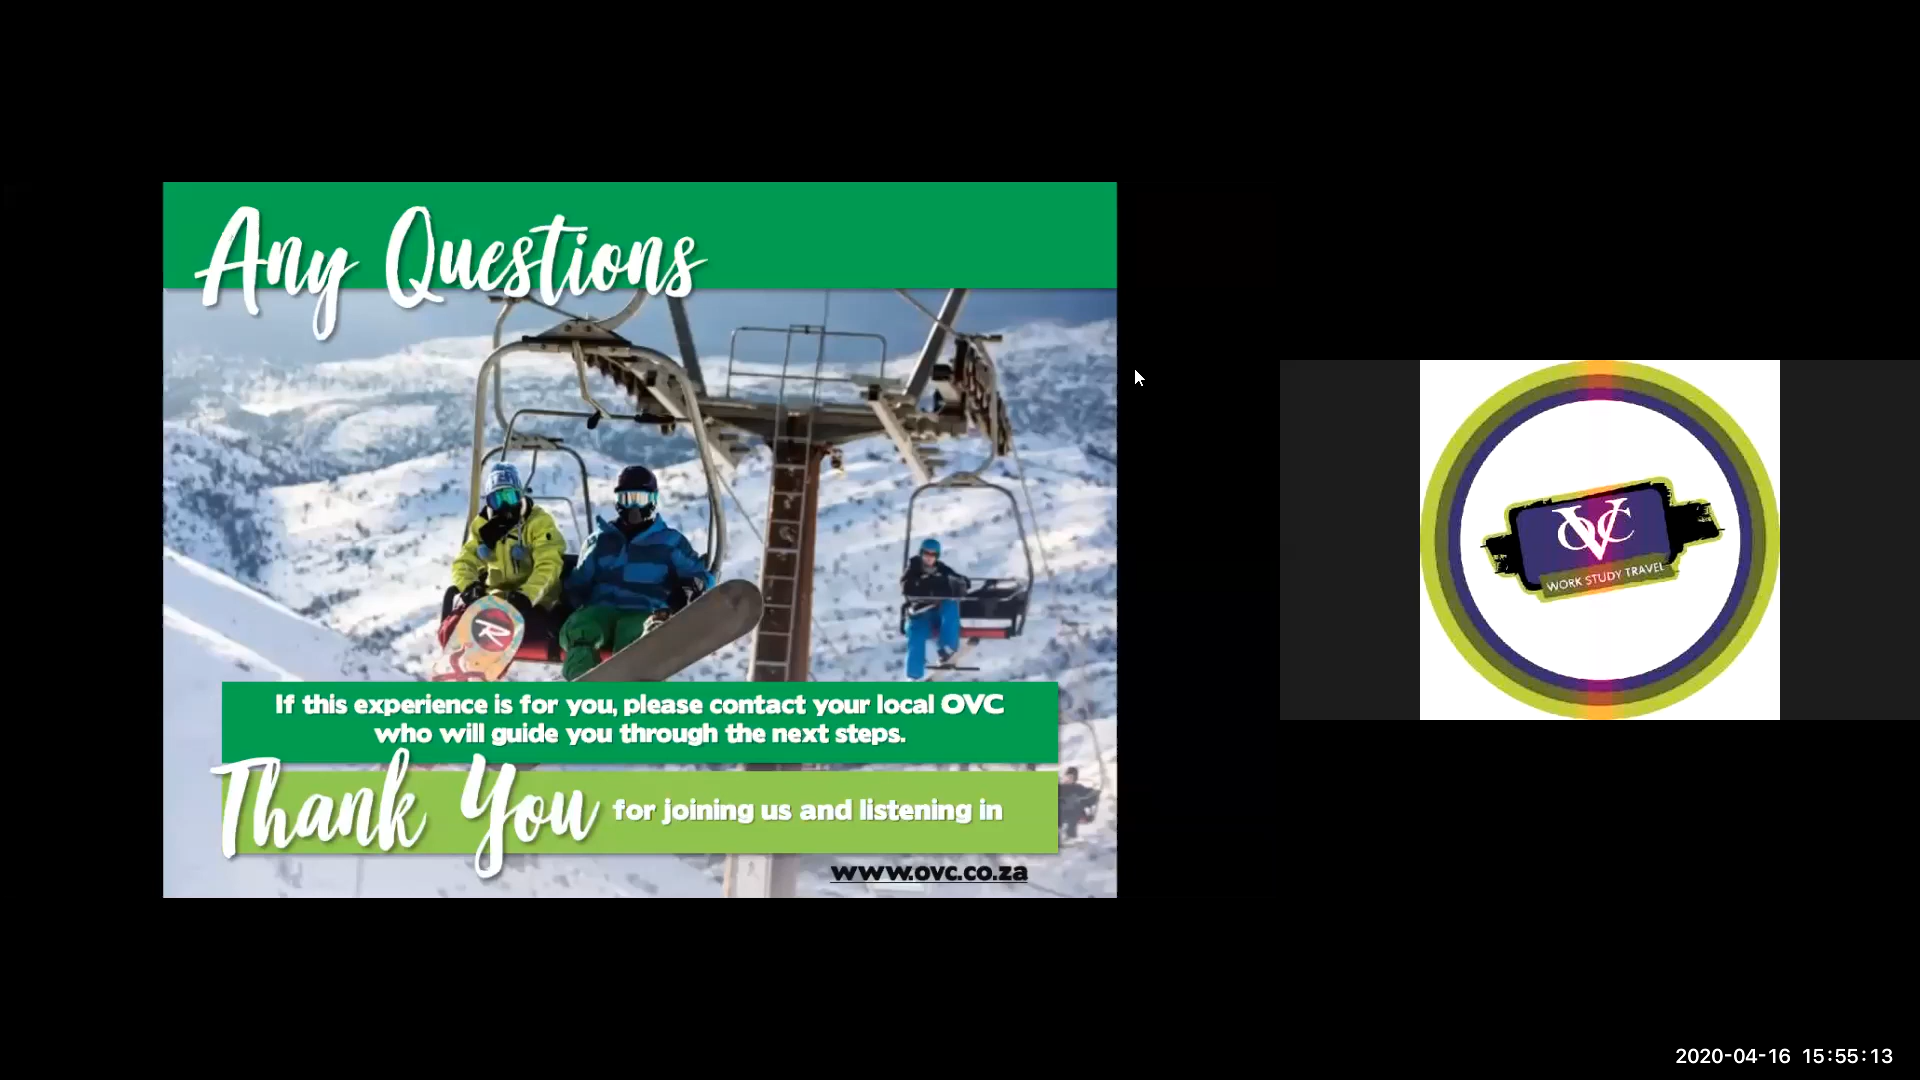 Any Questions
If this experience is for you, please contact your local OVC
who will guide you through the next steps.
Thank You for joining us and listening in
www.ovc.co.za
OVC
WORK STUDY TRAVEL
R
2020-04-16 15:55:13